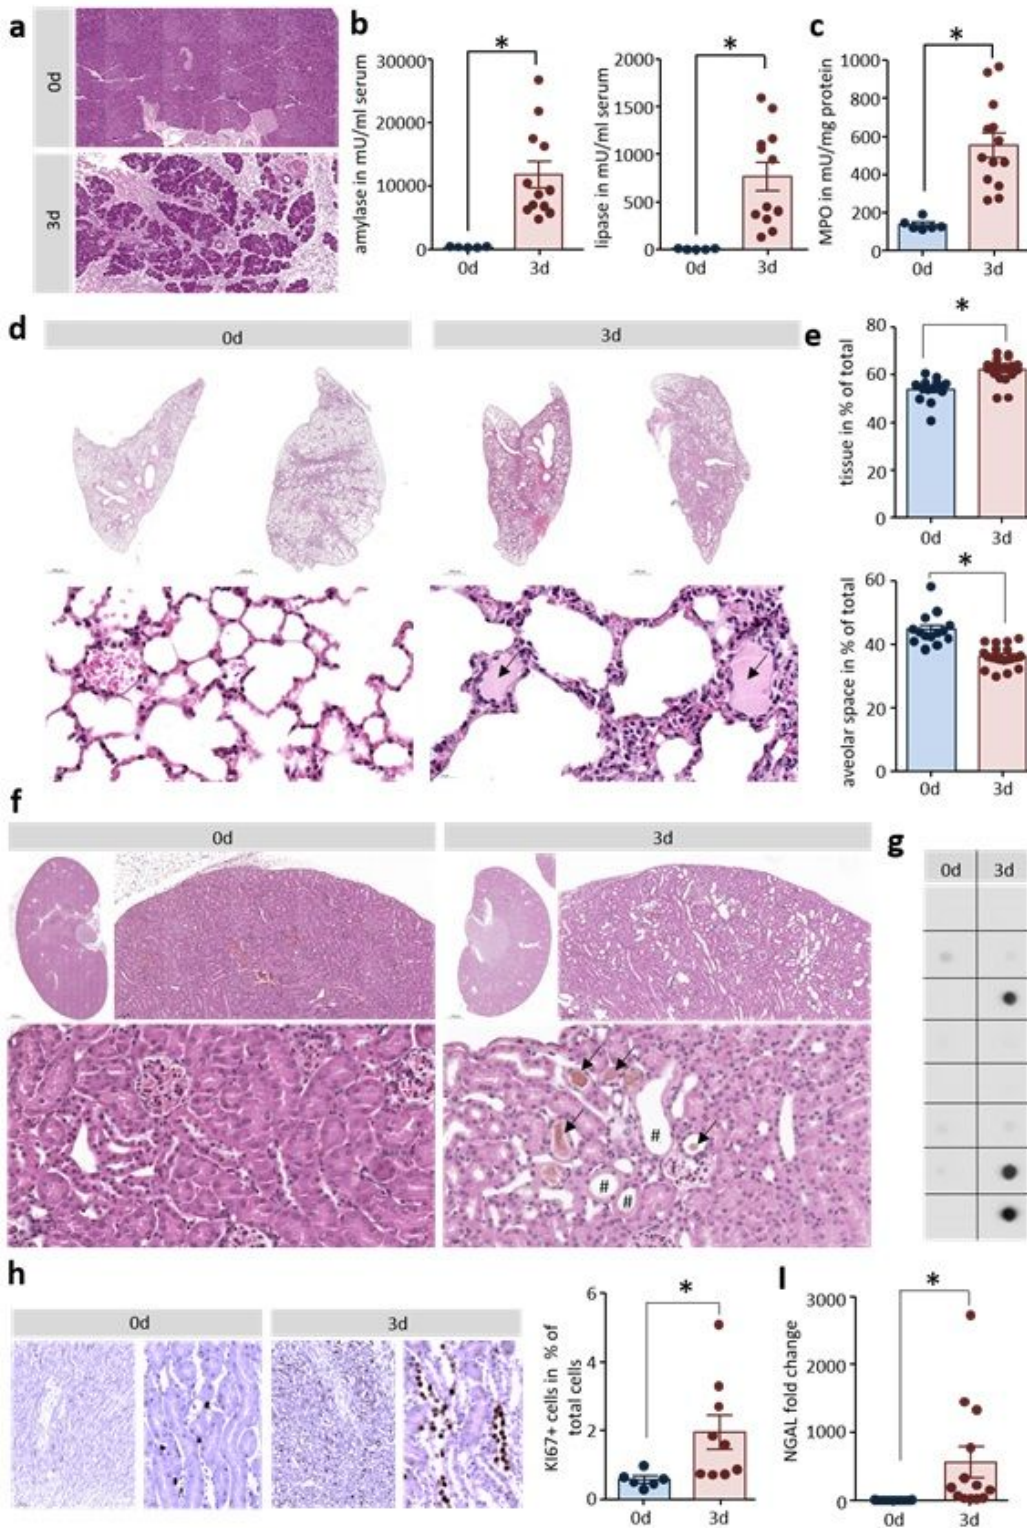 a
0d
3d
b
amylase in mU/ml serum
30000
20000
10000
0
*
0d
3d
lipase in mU/ml serum
2000
1500
1000
500
0
*
0d
3d
c
MPO in mU/mg protein
1000
800
600
400
200
0
*
0d
3d
d
0d
3d
e
tissue in % of total
80
60
40
20
0
*
0d
3d
aveolar space in % of total
60
40
20
0
*
0d
3d
f
0d
3d
#
#
#
g
0d
3d
h
0d
3d
KI67+ cells in % of
total cells
6
4
2
0
*
0d
3d
I
NGAL fold change
3000
2000
1000
0
*
0d
3d